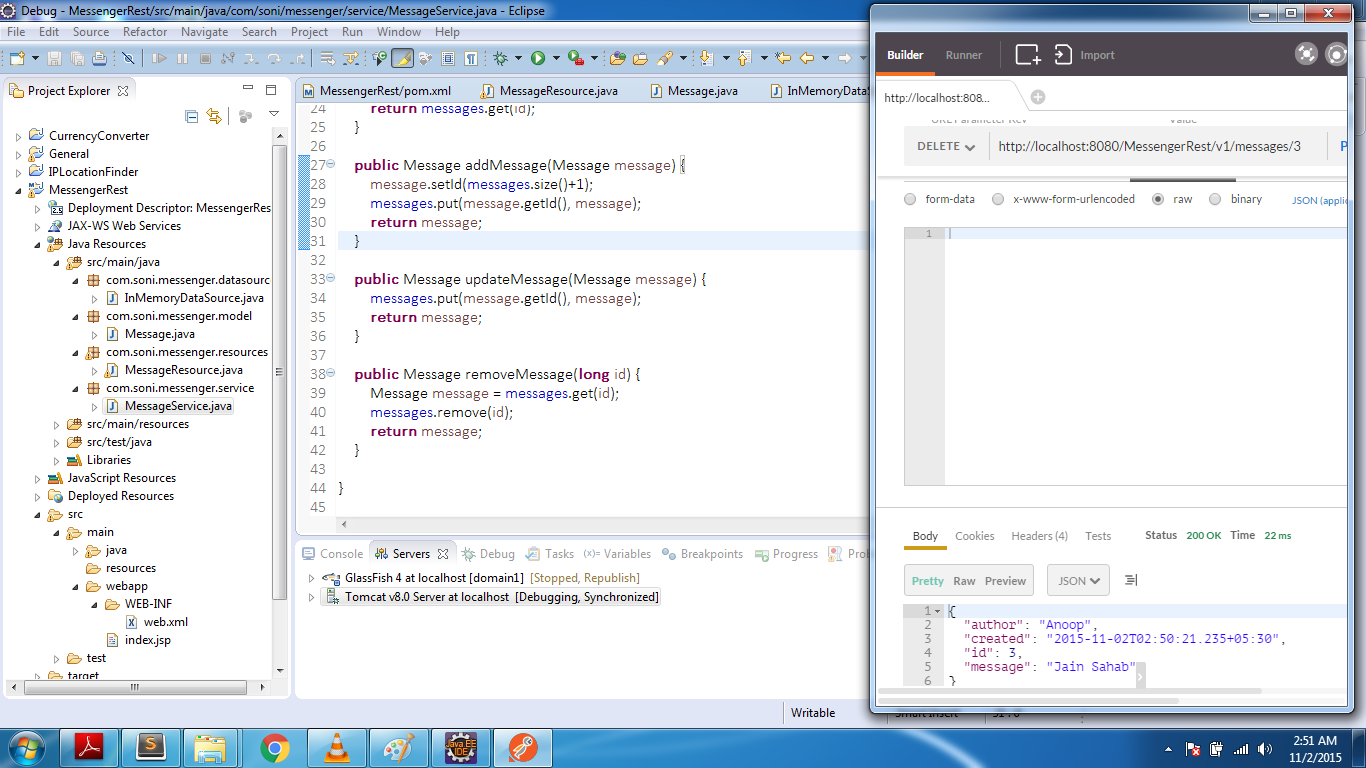 Debug - MessengerRest/src/main/java/com/soni/messenger/service/MessageService.java - Eclipse
File Edit Source Refactor Navigate Search Project Run Window Help
Project Explorer
CurrencyConverter
General
IPLocationFinder
MessengerRest
Deployment Descriptor: MessengerRes
JAX-WS Web Services
Java Resources
src/main/java
com.soni.messenger.datasourc
InMemoryDataSource.java
com.soni.messenger.model
Message.java
com.soni.messenger.resources
MessageResource.java
com.soni.messenger.service
MessageService.java
src/main/resources
src/test/java
Libraries
JavaScript Resources
Deployed Resources
src
main
java
resources
webapp
WEB-INF
web.xml
index.jsp
test
target
MessengerRest/pom.xml MessageResource.java Message.java InMemoryDataS
24 return messages.get(id);
25 }
26
27 public Message addMessage(Message message) {
28 message.setId(messages.size()+1);
29 messages.put(message.getId(), message);
30 return message;
31 }
32
33 public Message updateMessage(Message message) {
34 messages.put(message.getId(), message);
35 return message;
36 }
37
38 public Message removeMessage(long id) {
39 Message message = messages.get(id);
40 messages.remove(id);
41 return message;
42 }
43
44 }
45
Console Servers Debug Tasks (x)= Variables Breakpoints Progress Prob
GlassFish 4 at localhost [domain1] [Stopped, Republish]
Tomcat v8.0 Server at localhost [Debugging, Synchronized]
Writable Smart Insert 31 : 6
Builder Runner Import
http://localhost:808...
URL Parameter Key Value
DELETE http://localhost:8080/MessengerRest/v1/messages/3 P
form-data x-www-form-urlencoded raw binary JSON (applic
1
Body Cookies Headers (4) Tests Status 200 OK Time 22 ms
Pretty Raw Preview JSON
1 {
2 "author": "Anoop",
3 "created": "2015-11-02T02:50:21.235+05:30",
4 "id": 3,
5 "message": "Jain Sahab"
6 }
Java EE
IDE
2:51 AM
11/2/2015